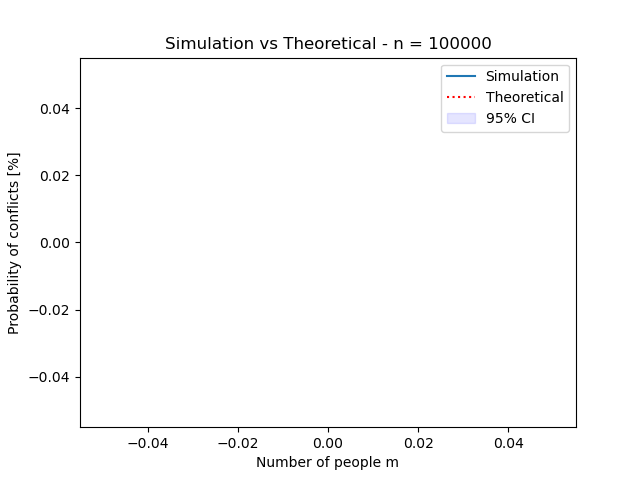 Simulation vs Theoretical - n = 100000
Simulation
Theoretical
95% CI
Probability of conflicts [%]
0.04
0.02
0.00
−0.02
−0.04
−0.04
−0.02
0.00
0.02
0.04
Number of people m